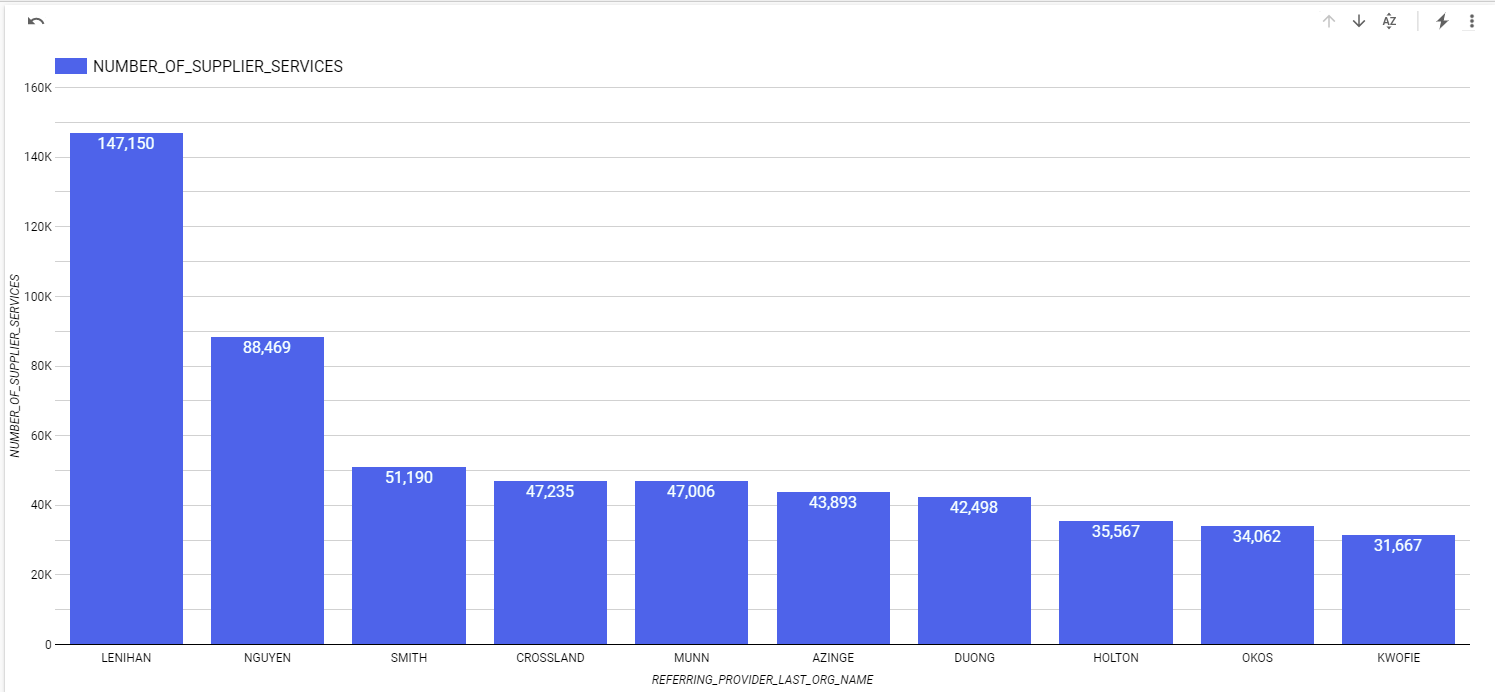 AZ
NUMBER_OF_SUPPLIER_SERVICES
160K
140K
120K
100K
80K
60K
40K
20K
0
NUMBER_OF_SUPPLIER_SERVICES
147,150
88,469
51,190
47,235
47,006
43,893
42,498
35,567
34,062
31,667
LENIHAN
NGUYEN
SMITH
CROSSLAND
MUNN
AZINGE
DUONG
HOLTON
OKOS
KWOFIE
REFERRING_PROVIDER_LAST_ORG_NAME